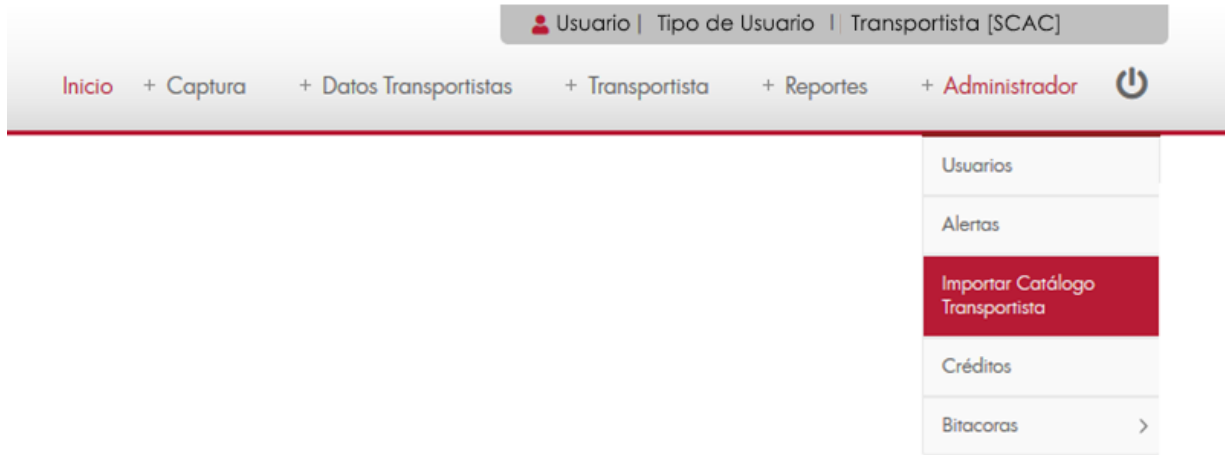 Usuario | Tipo de Usuario || Transportista [SCAC]
Inicio + Captura + Datos Transportistas + Transportista + Reportes + Administrador
Usuarios
Alertas
Importar Catálogo
Transportista
Créditos
Bitacoras >